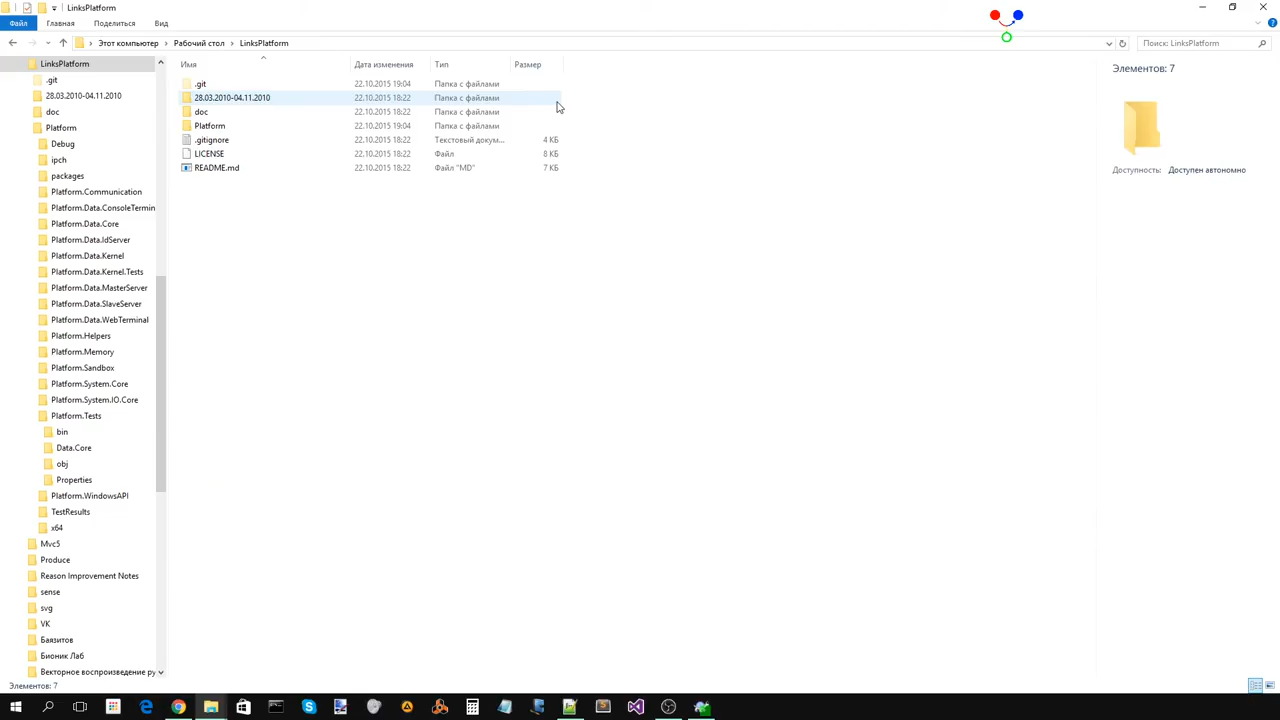 LinksPlatform
Файл Главная Поделиться Вид
Этот компьютер Рабочий стол LinksPlatform Поиск: LinksPlatform
LinksPlatform
.git
28.03.2010-04.11.2010
doc
Platform
Debug
ipch
packages
Platform.Communication
Platform.Data.ConsoleTermin
Platform.Data.Core
Platform.Data.IdServer
Platform.Data.Kernel
Platform.Data.Kernel.Tests
Platform.Data.MasterServer
Platform.Data.SlaveServer
Platform.Data.WebTerminal
Platform.Helpers
Platform.Memory
Platform.Sandbox
Platform.System.Core
Platform.System.IO.Core
Platform.Tests
bin
Data.Core
obj
Properties
Platform.WindowsAPI
TestResults
x64
Mvc5
Produce
Reason Improvement Notes
sense
svg
VK
Баязитов
Бионик Лаб
Векторное воспроизведение ру
Имя Дата изменения Тип Размер
.git 22.10.2015 19:04 Папка с файлами
28.03.2010-04.11.2010 22.10.2015 18:22 Папка с файлами
doc 22.10.2015 18:22 Папка с файлами
Platform 22.10.2015 19:04 Папка с файлами
.gitignore 22.10.2015 18:22 Текстовый докум... 4 КБ
LICENSE 22.10.2015 18:22 Файл 8 КБ
README.md 22.10.2015 18:22 Файл "MD" 7 КБ
Элементов: 7
Доступность: Доступен автономно
Элементов: 7